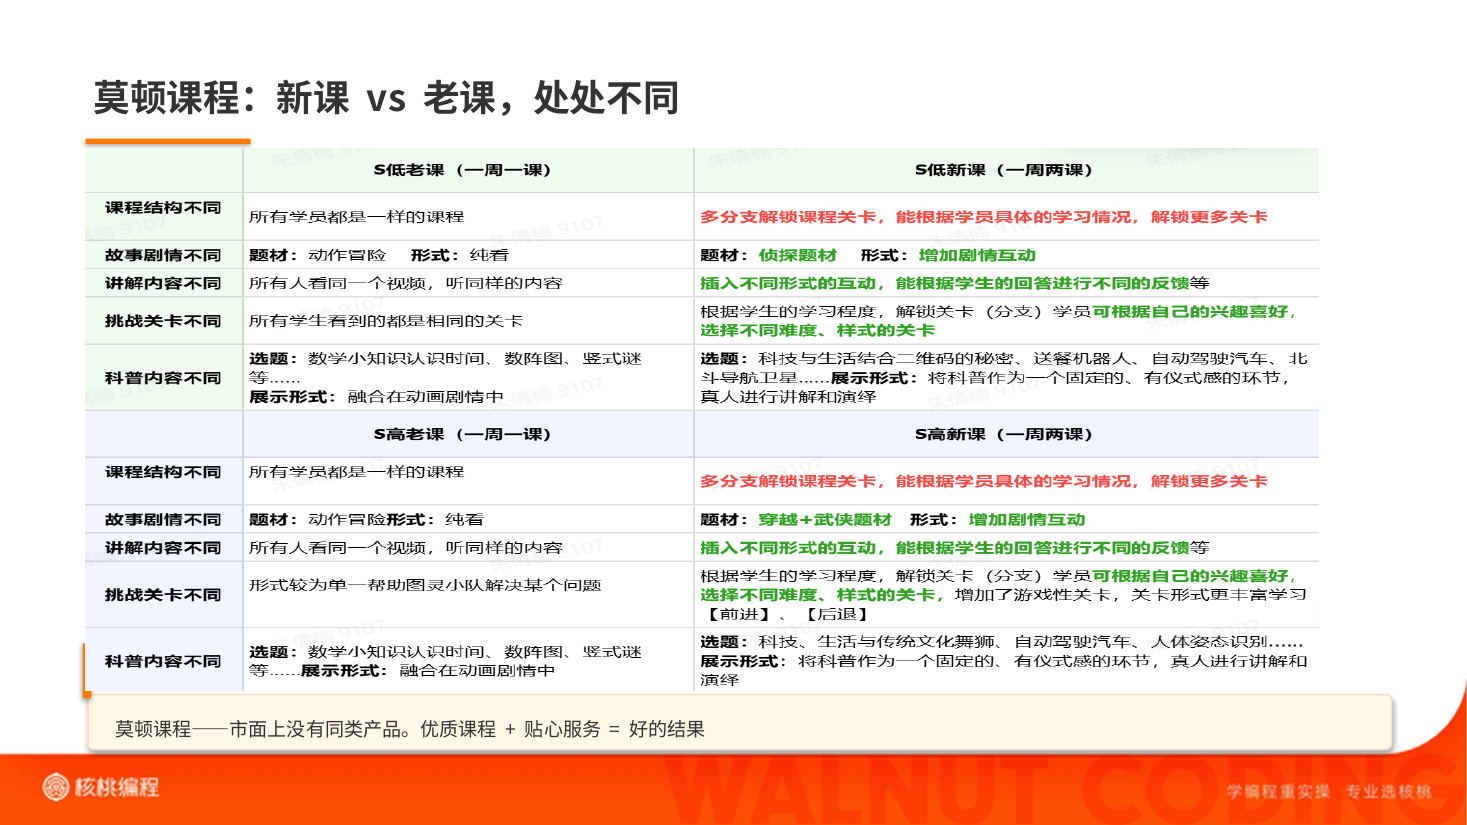 莫顿课程：新课 vs 老课，处处不同
S低老课（一周一课）
S低新课（一周两课）
课程结构不同
所有学员都是一样的课程
多分支解锁课程关卡，能根据学员具体的学习情况，解锁更多关卡
故事剧情不同
题材：动作冒险 形式：纯看
题材：侦探题材 形式：增加剧情互动
讲解内容不同
所有人看同一个视频，听同样的内容
插入不同形式的互动，能根据学生的回答进行不同的反馈等
挑战关卡不同
所有学生看到的都是相同的关卡
根据学生的学习程度，解锁关卡（分支）学员可根据自己的兴趣喜好，
选择不同难度、样式的关卡
科普内容不同
选题：数学小知识认识时间、数阵图、竖式谜
等......
展示形式：融合在动画剧情中
选题：科技与生活结合二维码的秘密、送餐机器人、自动驾驶汽车、北
斗导航卫星......展示形式：将科普作为一个固定的、有仪式感的环节，
真人进行讲解和演绎
S高老课（一周一课）
S高新课（一周两课）
课程结构不同
所有学员都是一样的课程
多分支解锁课程关卡，能根据学员具体的学习情况，解锁更多关卡
故事剧情不同
题材：动作冒险形式：纯看
题材：穿越+武侠题材 形式：增加剧情互动
讲解内容不同
所有人看同一个视频，听同样的内容
插入不同形式的互动，能根据学生的回答进行不同的反馈等
挑战关卡不同
形式较为单一帮助图灵小队解决某个问题
根据学生的学习程度，解锁关卡（分支）学员可根据自己的兴趣喜好，
选择不同难度、样式的关卡，增加了游戏性关卡，关卡形式更丰富学习
【前进】、【后退】
科普内容不同
选题：数学小知识认识时间、数阵图、竖式谜
等......展示形式：融合在动画剧情中
选题：科技、生活与传统文化舞狮、自动驾驶汽车、人体姿态识别......
展示形式：将科普作为一个固定的、有仪式感的环节，真人进行讲解和
演绎
朱倩楠 9107
莫顿课程——市面上没有同类产品。优质课程 + 贴心服务 = 好的结果
核桃编程
WALNUT CODING
学编程重实操 专业选核桃